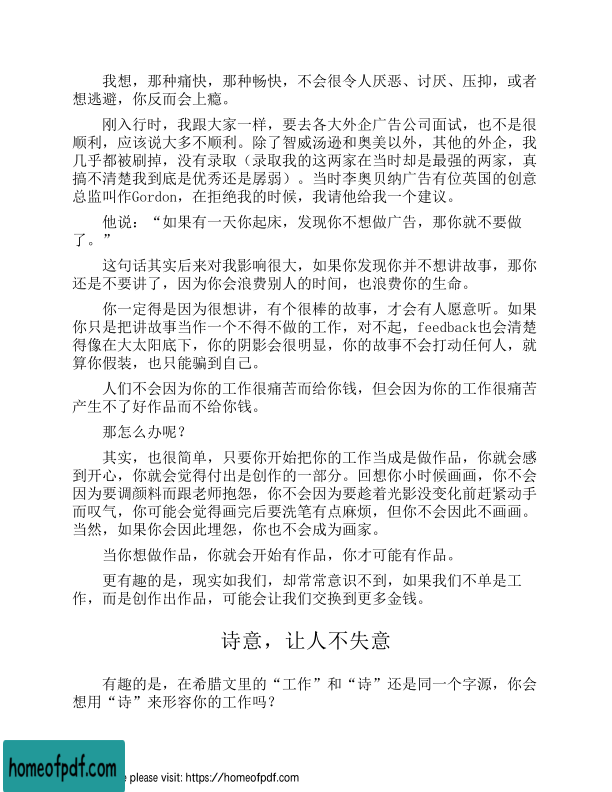 我想，那种痛快，那种畅快，不会很令人厌恶、讨厌、压抑，或者
想逃避，你反而会上瘾。
刚入行时，我跟大家一样，要去各大外企广告公司面试，也不是很
顺利，应该说大多不顺利。除了智威汤逊和奥美以外，其他的外企，我
几乎都被刷掉，没有录取（录取我的这两家在当时却是最强的两家，真
搞不清楚我到底是优秀还是孱弱）。当时李奥贝纳广告有位英国的创意
总监叫作Gordon，在拒绝我的时候，我请他给我一个建议。
他说：“如果有一天你起床，发现你不想做广告，那你就不要做
了。”
这句话其实后来对我影响很大，如果你发现你并不想讲故事，那你
还是不要讲了，因为你会浪费别人的时间，也浪费你的生命。
你一定得是因为很想讲，有个很棒的故事，才会有人愿意听。如果
你只是把讲故事当作一个不得不做的工作，对不起，feedback也会清楚
得像在大太阳底下，你的阴影会很明显，你的故事不会打动任何人，就
算你假装，也只能骗到自己。
人们不会因为你的工作很痛苦而给你钱，但会因为你的工作很痛苦
产生不了好作品而不给你钱。
那怎么办呢？
其实，也很简单，只要你开始把你的工作当成是做作品，你就会感
到开心，你就会觉得付出是创作的一部分。回想你小时候画画，你不会
因为要调颜料而跟老师抱怨，你不会因为要趁着光影没变化前赶紧动手
而叹气，你可能会觉得画完后要洗笔有点麻烦，但你不会因此不画画。
当然，如果你会因此埋怨，你也不会成为画家。
当你想做作品，你就会开始有作品，你才可能有作品。
更有趣的是，现实如我们，却常常意识不到，如果我们不单是工
作，而是创作出作品，可能会让我们交换到更多金钱。
诗意，让人不失意
有趣的是，在希腊文里的“工作”和“诗”还是同一个字源，你会
想用“诗”来形容你的工作吗？
homeofpdf.com
e please visit: https://homeofpdf.com